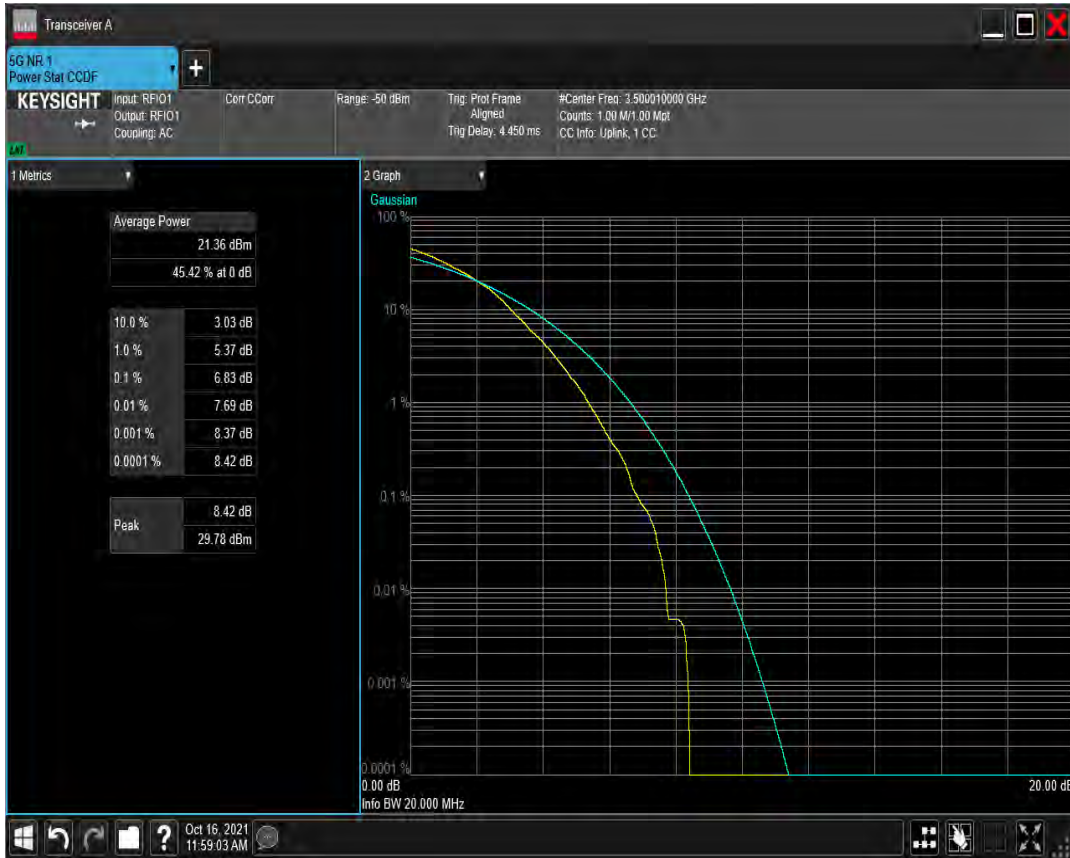 Transceiver A
5G NR 1
Power Stat CCDF
+
KEYSIGHT
Input: RFIO1
Output: RFIO1
Coupling: AC
Corr CCorr
Range: -50 dBm
Trig: Prot Frame
Aligned
Trig Delay: 4.450 ms
#Center Freq: 3.500010000 GHz
Counts: 1.00 M/1.00 Mpt
CC Info: Uplink, 1 CC
1 Metrics
Average Power
21.36 dBm
45.42 % at 0 dB
10.0 % 3.03 dB
1.0 % 5.37 dB
0.1 % 6.83 dB
0.01 % 7.69 dB
0.001 % 8.37 dB
0.0001 % 8.42 dB
Peak
8.42 dB
29.78 dBm
2 Graph
Gaussian
100 %
10 %
1 %
0.1 %
0.01 %
0.001 %
0.0001 %
0.00 dB
20.00 dB
Info BW 20.000 MHz
?
Oct 16, 2021
11:59:03 AM